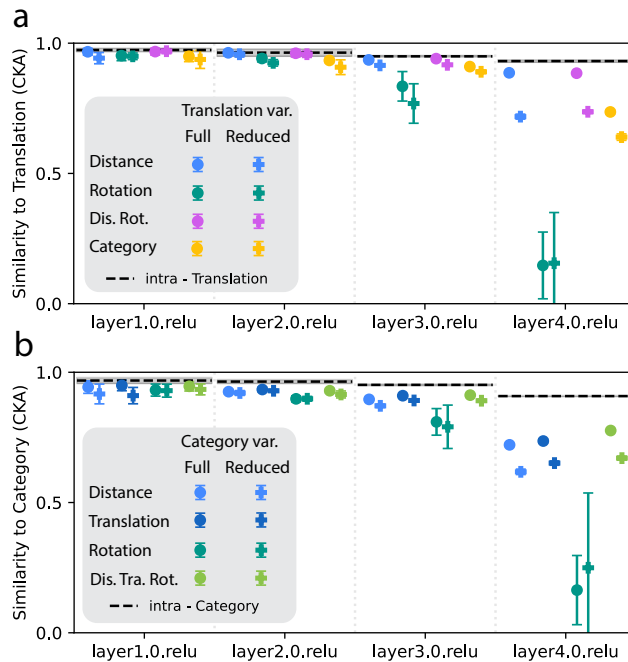 a
Similarity to Translation (CKA)
1.0
0.5
0.0
Translation var.
Full Reduced
Distance
Rotation
Dis. Rot.
Category
intra - Translation
layer1.0.relu layer2.0.relu layer3.0.relu layer4.0.relu
b
Similarity to Category (CKA)
1.0
0.5
0.0
Category var.
Full Reduced
Distance
Translation
Rotation
Dis. Tra. Rot.
intra - Category
layer1.0.relu layer2.0.relu layer3.0.relu layer4.0.relu